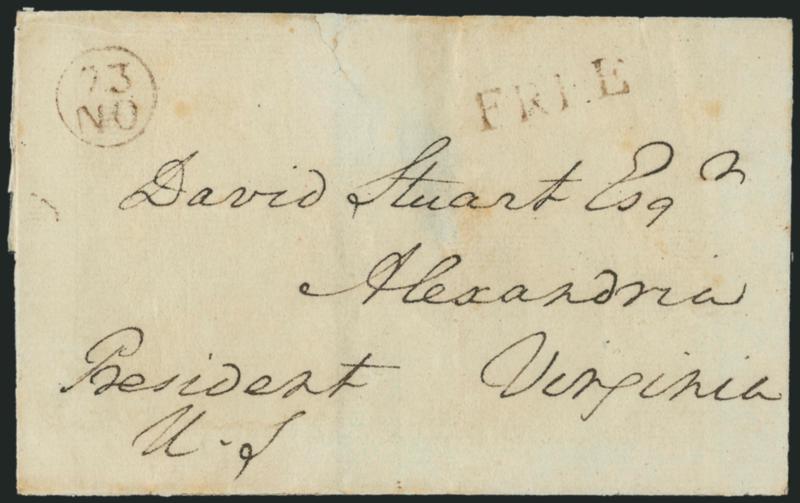 23
NO
FREE
David Stuart Esqr
Alexandria
President Virginia
U.S